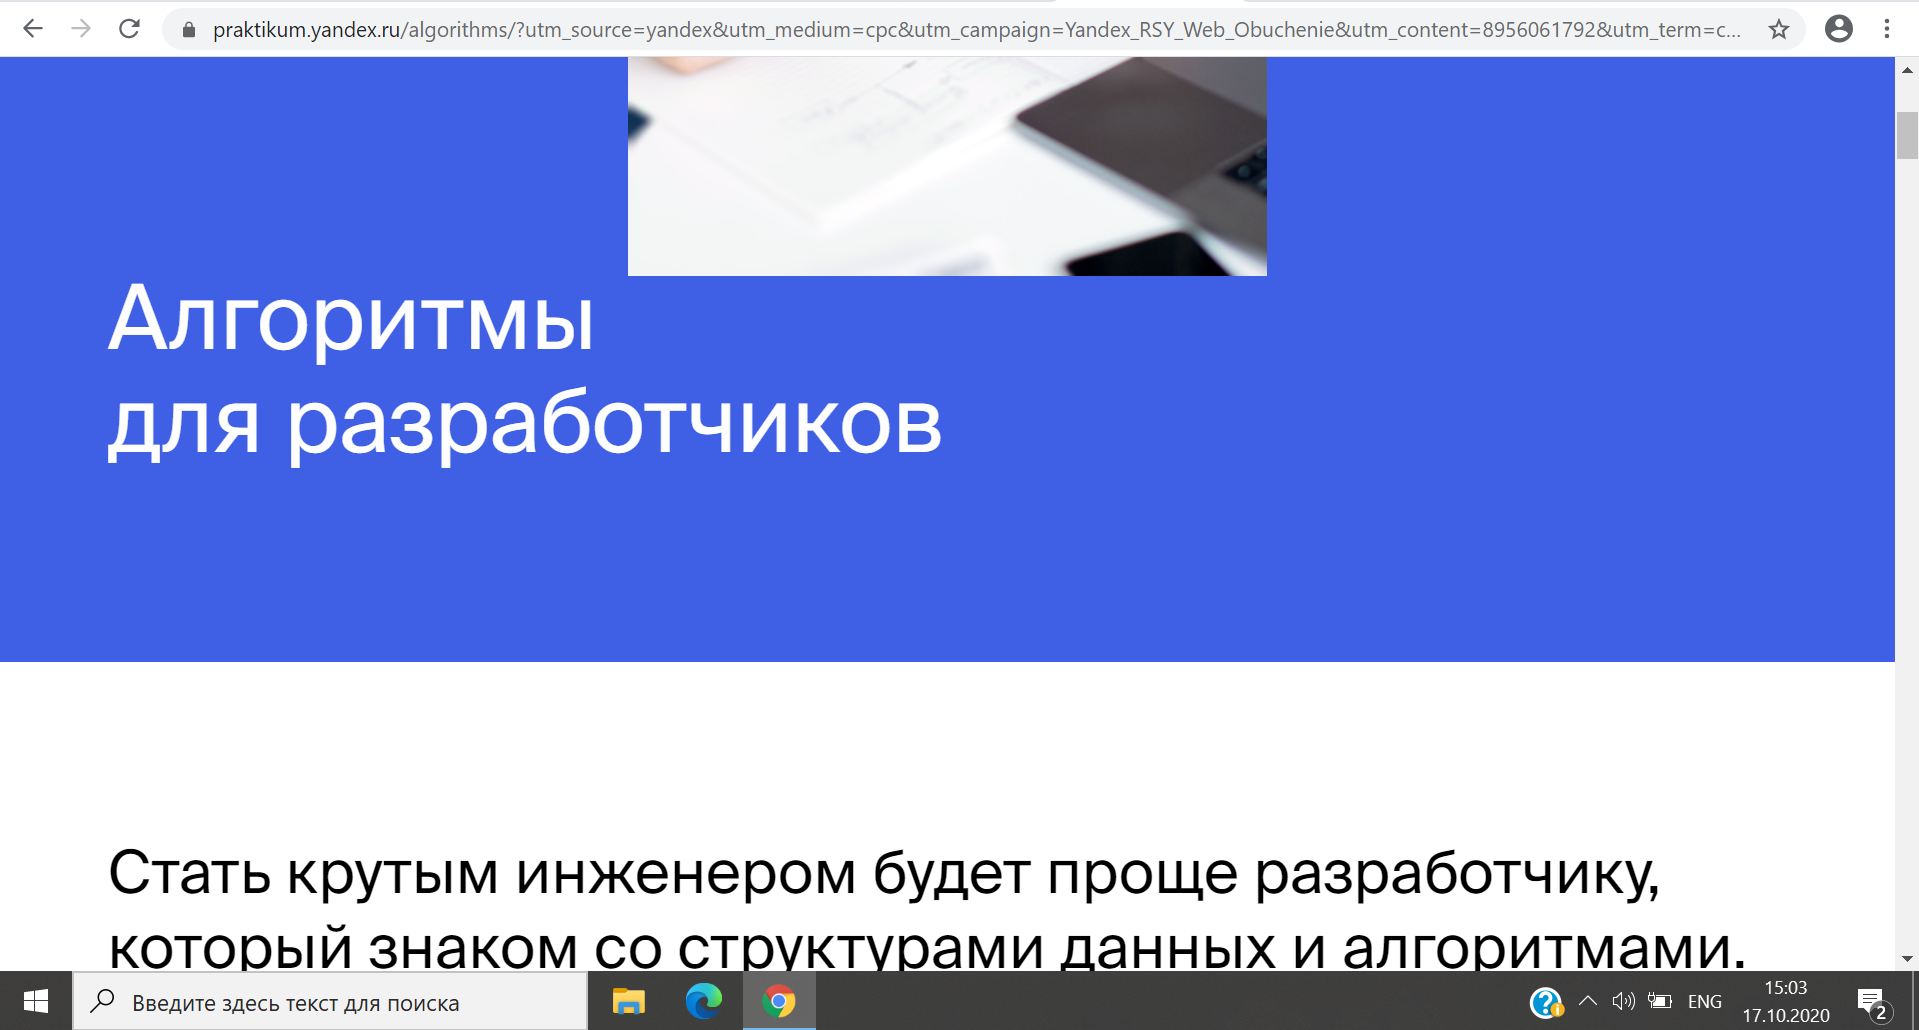 praktikum.yandex.ru/algorithms/?utm_source=yandex&utm_medium=cpc&utm_campaign=Yandex_RSY_Web_Obuchenie&utm_content=8956061792&utm_term=c...
Алгоритмы
для разработчиков
Стать крутым инженером будет проще разработчику,
который знаком со структурами данных и алгоритмами.
Введите здесь текст для поиска
ENG
15:03
17.10.2020
2